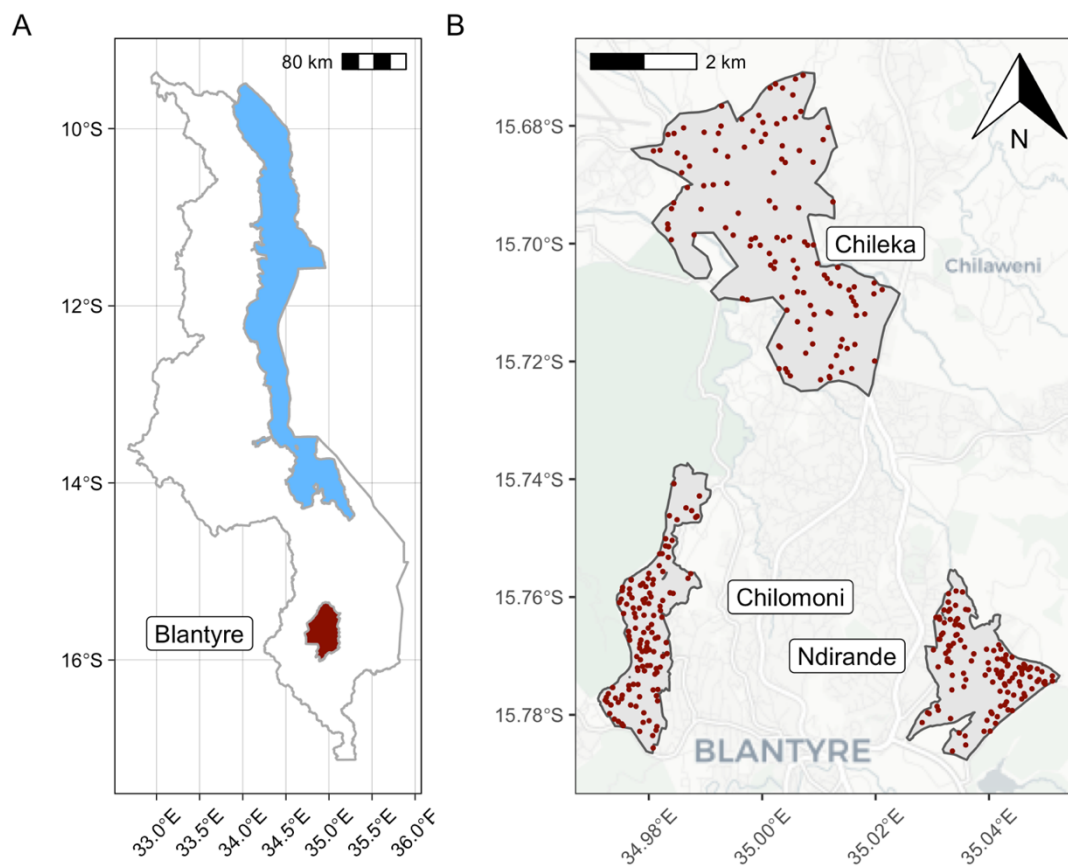 A
80 km
10°S
12°S
14°S
16°S
Blantyre
33.0°E
33.5°E
34.0°E
34.5°E
35.0°E
35.5°E
36.0°E
B
2 km
N
15.68°S
15.70°S
15.72°S
15.74°S
15.76°S
15.78°S
Chileka
Chilaweni
Chilomoni
Ndirande
BLANTYRE
34.98°E
35.00°E
35.02°E
35.04°E